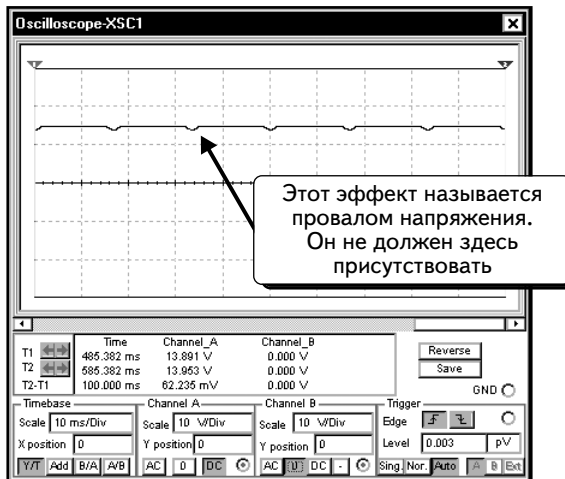 Oscilloscope-XSC1
Этот эффект называется
провалом напряжения.
Он не должен здесь
присутствовать
Time Channel_A Channel_B
T1 485.382 ms 13.891 V 0.000 V
T2 585.382 ms 13.953 V 0.000 V
T2-T1 100.000 ms 62.235 mV 0.000 V
Reverse
Save
GND
Timebase
Scale 10 ms/Div
X position 0
Y/T Add B/A A/B
Channel A
Scale 10 V/Div
Y position 0
AC 0 DC
Channel B
Scale 10 V/Div
Y position 0
AC 0 DC -
Trigger
Edge
Level 0.003 pV
Sing. Nor. Auto A B Ext